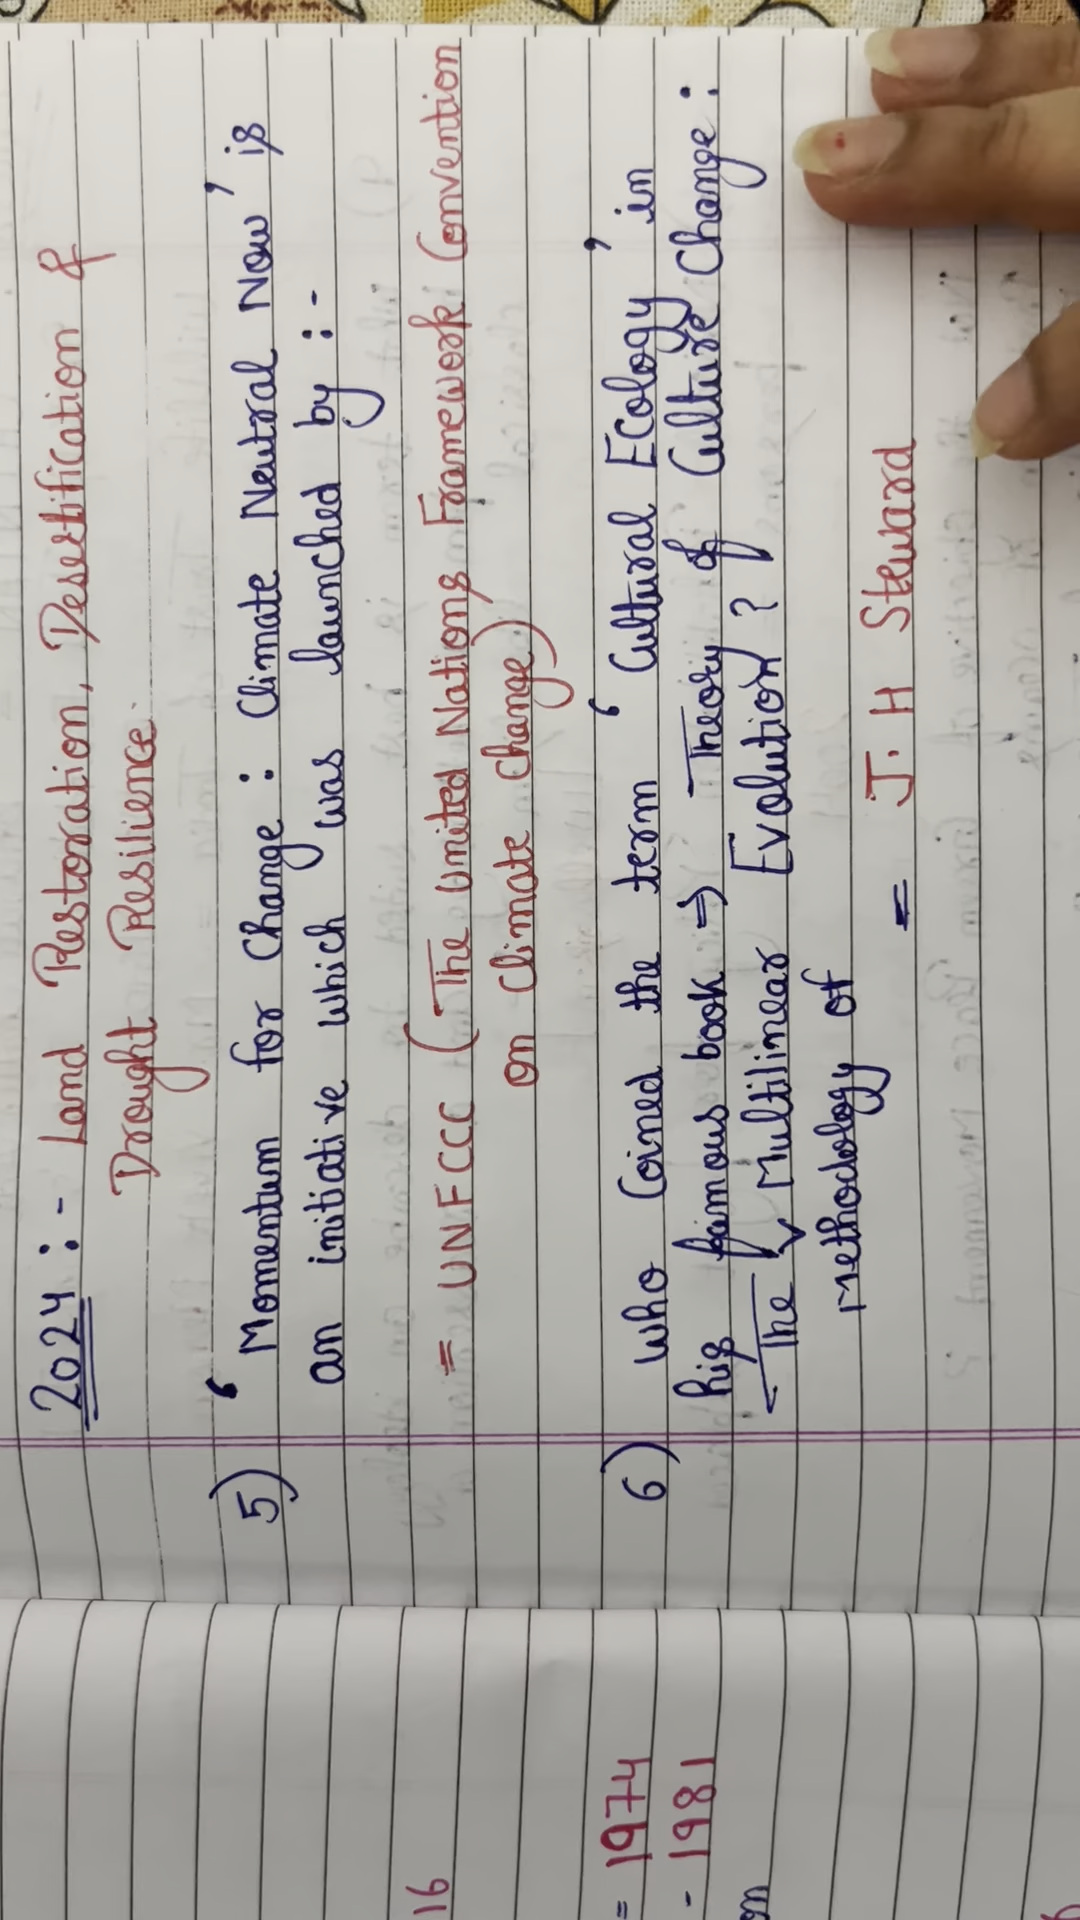 2024 :- Land Restoration, Desertification &
Drought Resilience.
5) ‘Momentum for Change : Climate Neutral Now’ is
an initiative which was launched by :-
= UNFCCC (The United Nations Framework Convention
on Climate Change)
6) Who Coined the term ‘Cultural Ecology’ in
his famous book ⇒ Theory of Culture Change :
The Multilinear Evolution ?
methodology of
= J. H Steward
16
= 1974
- 1981
on